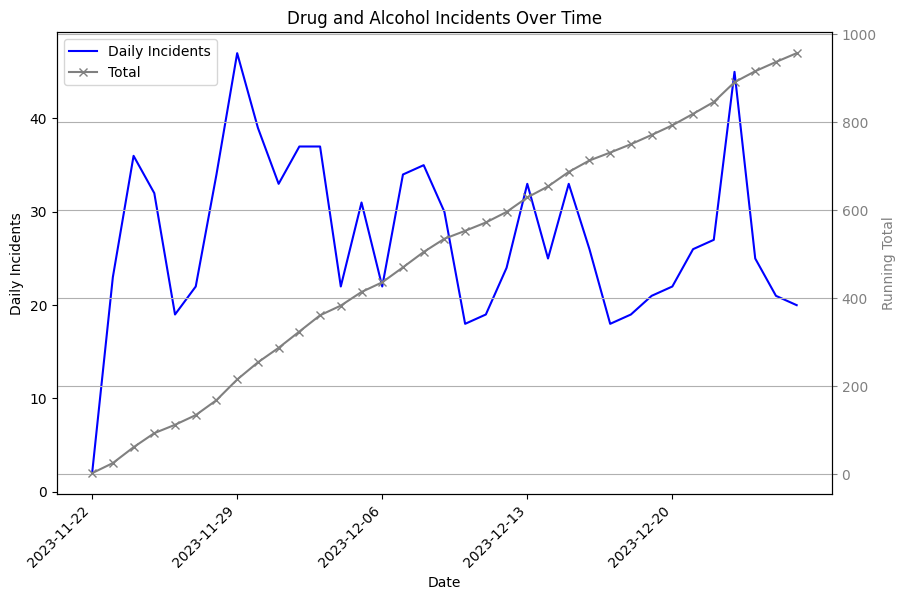 Drug and Alcohol Incidents Over Time
Daily Incidents
Total
Daily Incidents
40
30
20
10
0
1000
800
600
400
200
0
Running Total
2023-11-22
2023-11-29
2023-12-06
2023-12-13
2023-12-20
Date